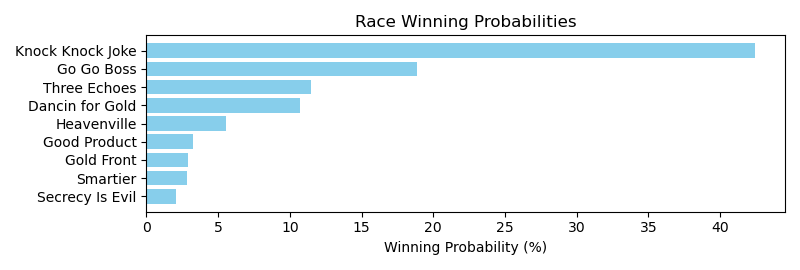 Race Winning Probabilities
Knock Knock Joke
Go Go Boss
Three Echoes
Dancin for Gold
Heavenville
Good Product
Gold Front
Smartier
Secrecy Is Evil
0 5 10 15 20 25 30 35 40
Winning Probability (%)